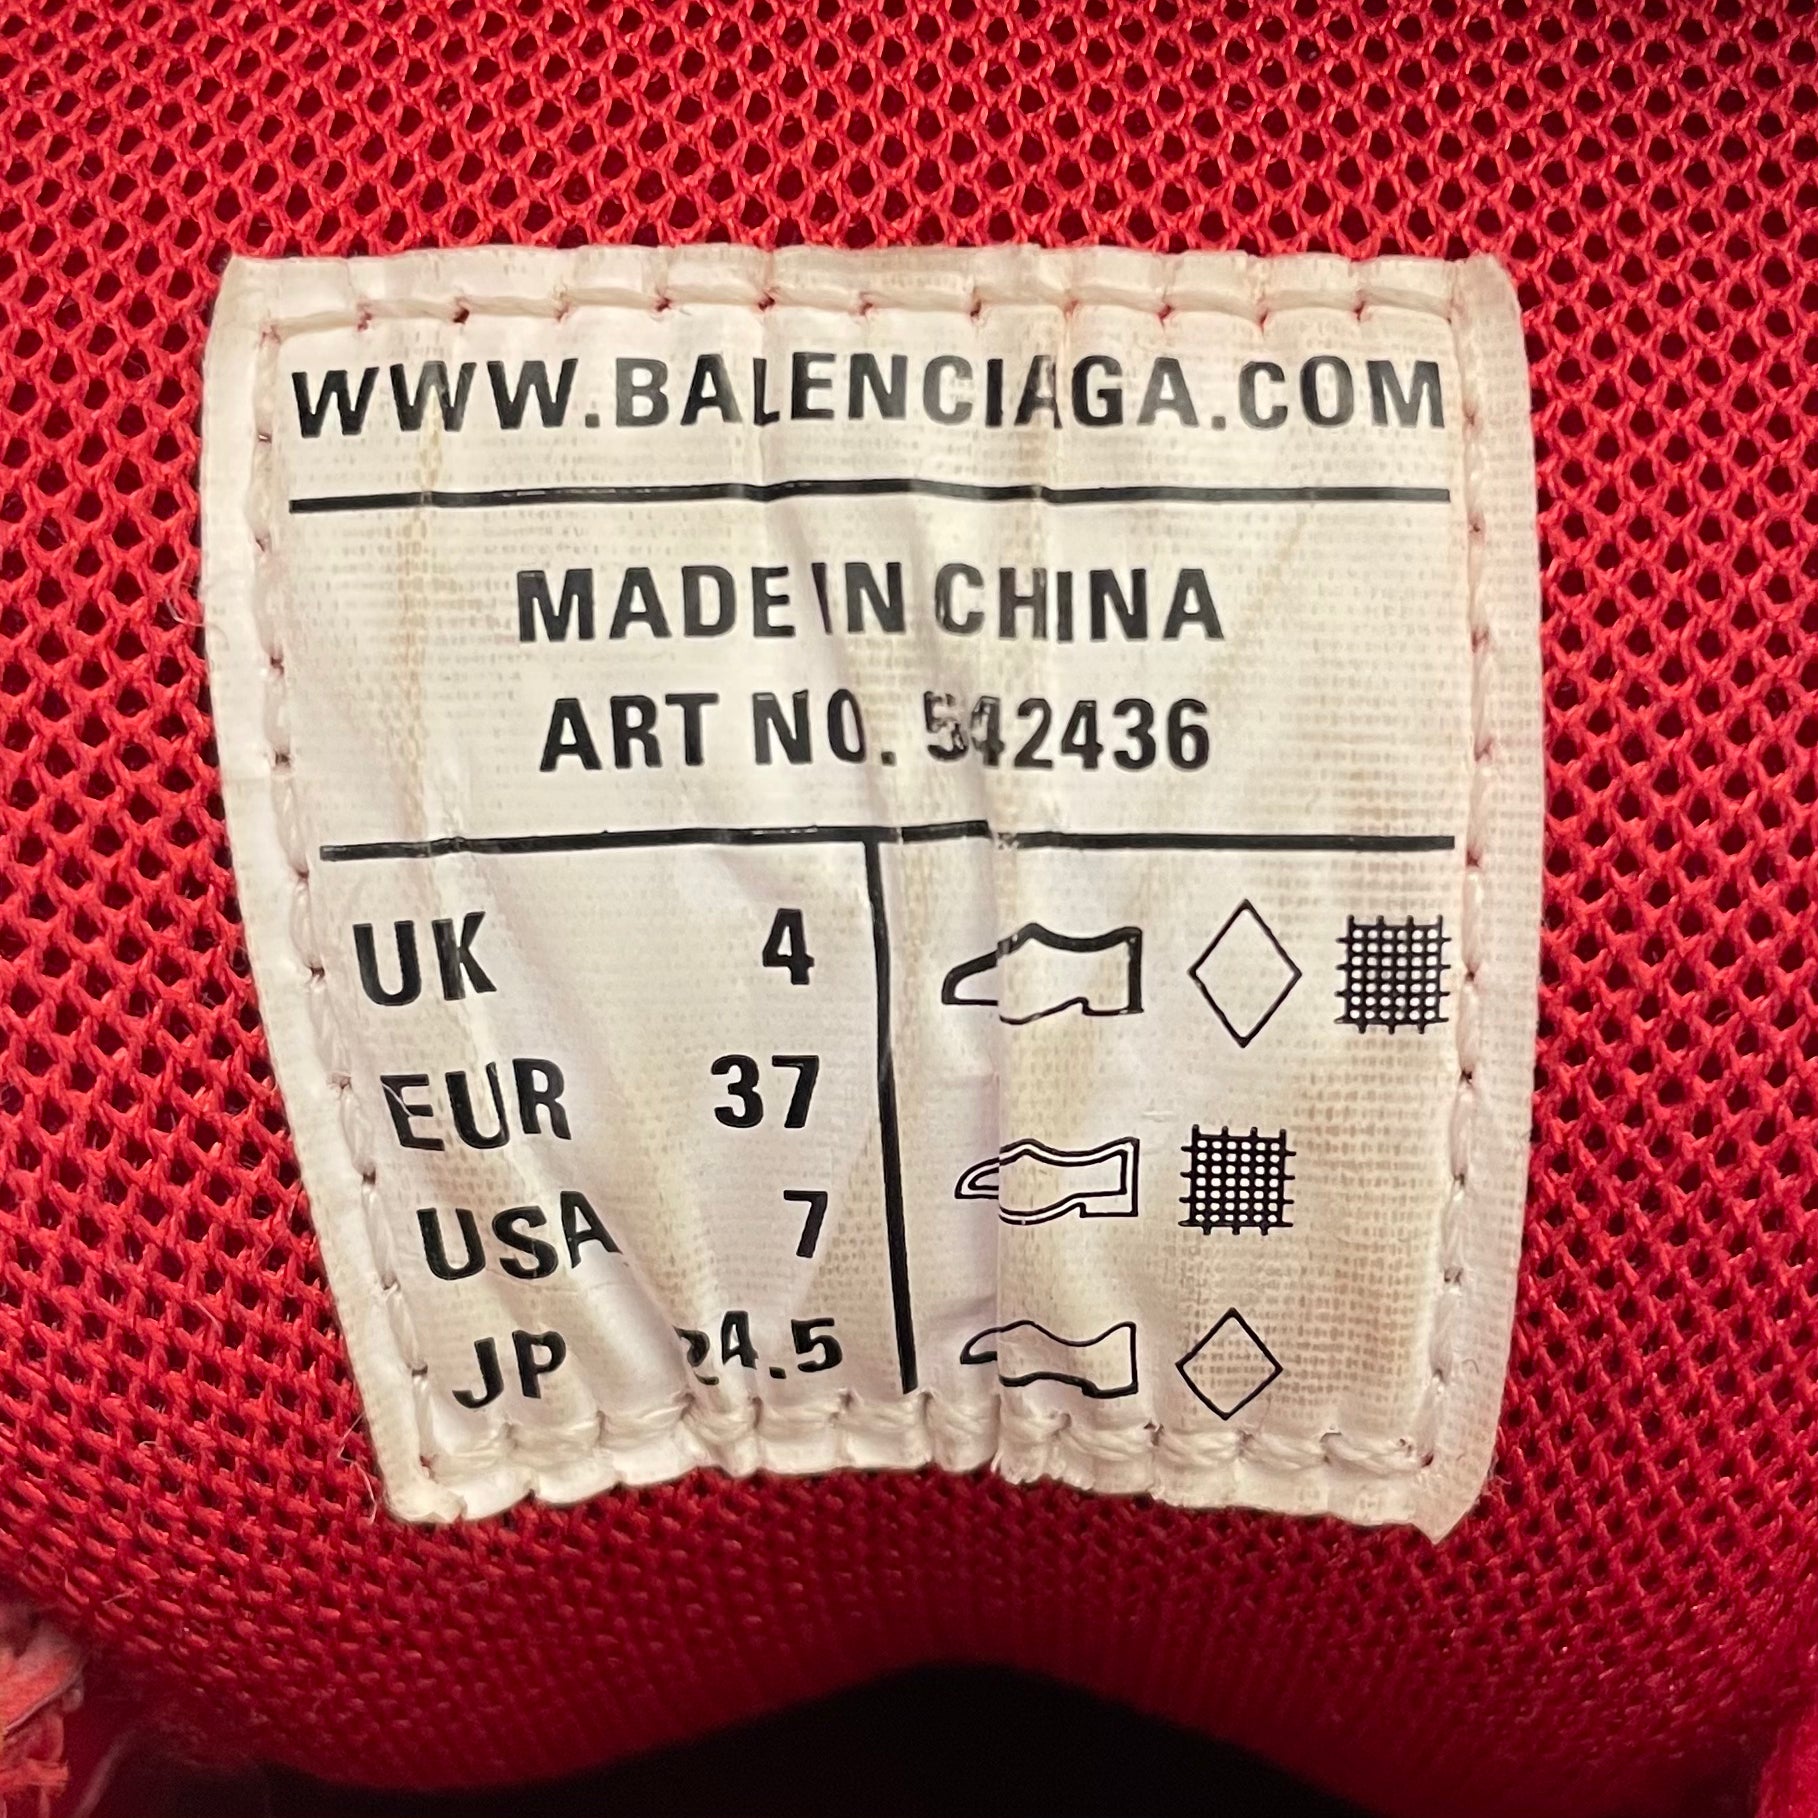 WWW.BALENCIAGA.COM
MADE IN CHINA
ART NO. 542436
UK 4
EUR 37
USA 7
JP 24.5